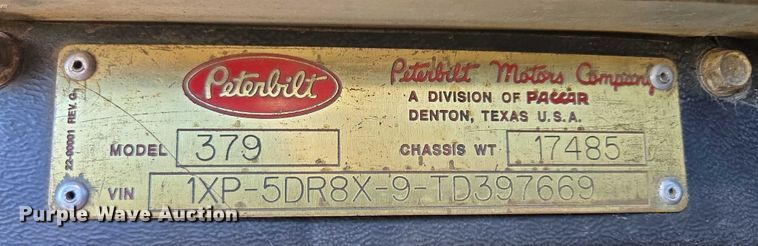 Peterbilt
Peterbilt Motors Company
A DIVISION OF PACCAR
DENTON, TEXAS U.S.A.
22-00001 REV. G
MODEL 379 CHASSIS WT 17485
VIN 1XP-5DR8X-9-TD397669
Purple Wave Auction